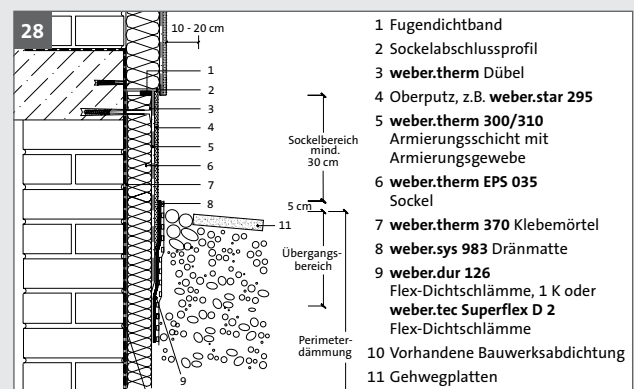 28
10 - 20 cm
1
2
3
4
5
6
7
8
9
11
Sockelbereich
mind.
30 cm
5 cm
Übergangs-
bereich
Perimeter-
dämmung
1 Fugendichtband
2 Sockelabschlussprofil
3 weber.therm Dübel
4 Oberputz, z.B. weber.star 295
5 weber.therm 300/310
Armierungsschicht mit
Armierungsgewebe
6 weber.therm EPS 035
Sockel
7 weber.therm 370 Klebemörtel
8 weber.sys 983 Dränmatte
9 weber.dur 126
Flex-Dichtschlämme, 1 K oder
weber.tec Superflex D 2
Flex-Dichtschlämme
10 Vorhandene Bauwerksabdichtung
11 Gehwegplatten